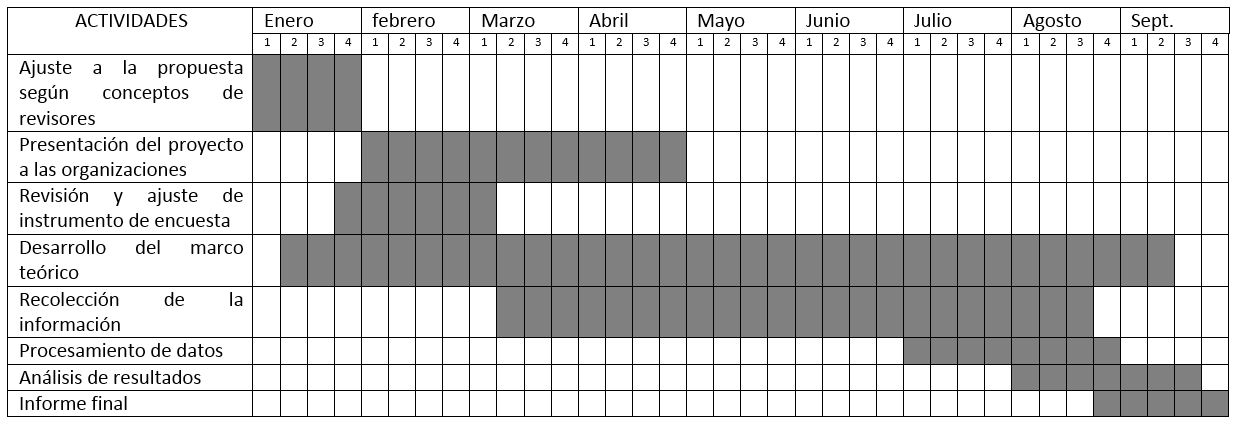 ACTIVIDADES Enero febrero Marzo Abril Mayo Junio Julio Agosto Sept.
1 2 3 4 1 2 3 4 1 2 3 4 1 2 3 4 1 2 3 4 1 2 3 4 1 2 3 4 1 2 3 4 1 2 3 4
Ajuste a la propuesta
según conceptos de
revisores
Presentación del proyecto
a las organizaciones
Revisión y ajuste de
instrumento de encuesta
Desarrollo del marco
teórico
Recolección de la
información
Procesamiento de datos
Análisis de resultados
Informe final